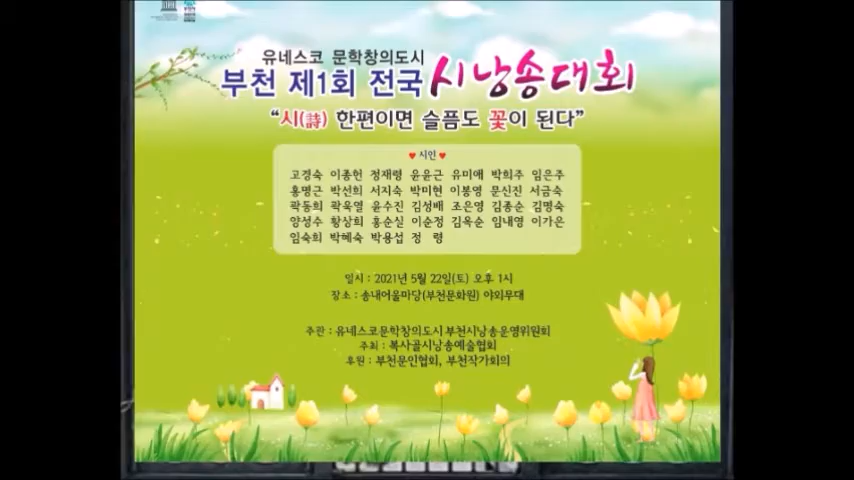 유네스코 문학창의도시
부천 제1회 전국 시낭송대회
“시(詩) 한편이면 슬픔도 꽃이 된다”
♥ 시인 ♥
고경숙 이종헌 정재령 윤윤근 유미애 박희주 임은주
홍명근 박선희 서지숙 박미현 이봉영 문신진 서금숙
곽동희 곽욱열 윤수진 김성배 조은영 김종순 김명숙
양성수 황상희 홍순실 이순정 김옥순 임내영 이가은
임숙희 박혜숙 박용섭 정 령
일시 : 2021년 5월 22일(토) 오후 1시
장소 : 송내어울마당(부천문화원) 야외무대
주관 : 유네스코문학창의도시 부천시낭송운영위원회
주최 : 복사골시낭송예술협회
후원 : 부천문인협회, 부천작가회의